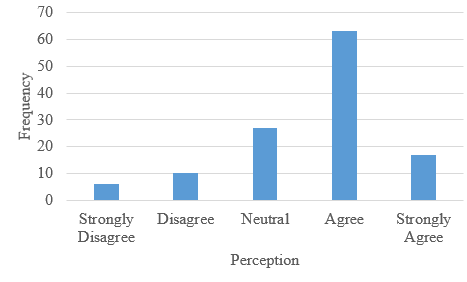 70
60
50
40
30
20
10
0
Frequency
Strongly Disagree
Disagree
Neutral
Agree
Strongly Agree
Perception